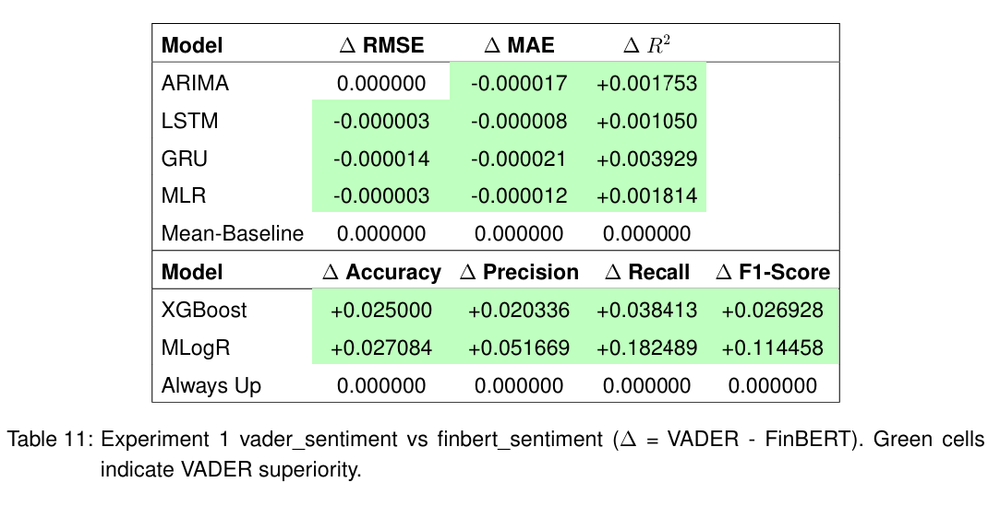 Model Δ RMSE Δ MAE Δ R²
ARIMA 0.000000 -0.000017 +0.001753
LSTM -0.000003 -0.000008 +0.001050
GRU -0.000014 -0.000021 +0.003929
MLR -0.000003 -0.000012 +0.001814
Mean-Baseline 0.000000 0.000000 0.000000
Model Δ Accuracy Δ Precision Δ Recall Δ F1-Score
XGBoost +0.025000 +0.020336 +0.038413 +0.026928
MLogR +0.027084 +0.051669 +0.182489 +0.114458
Always Up 0.000000 0.000000 0.000000 0.000000
Table 11: Experiment 1 vader_sentiment vs finbert_sentiment (Δ = VADER - FinBERT). Green cells
indicate VADER superiority.